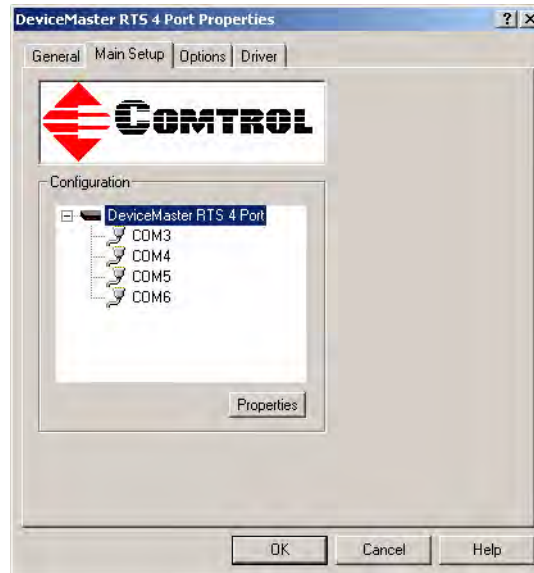 DeviceMaster RTS 4 Port Properties
General Main Setup Options Driver
COMTROL
Configuration
DeviceMaster RTS 4 Port
COM3
COM4
COM5
COM6
Properties
OK Cancel Help